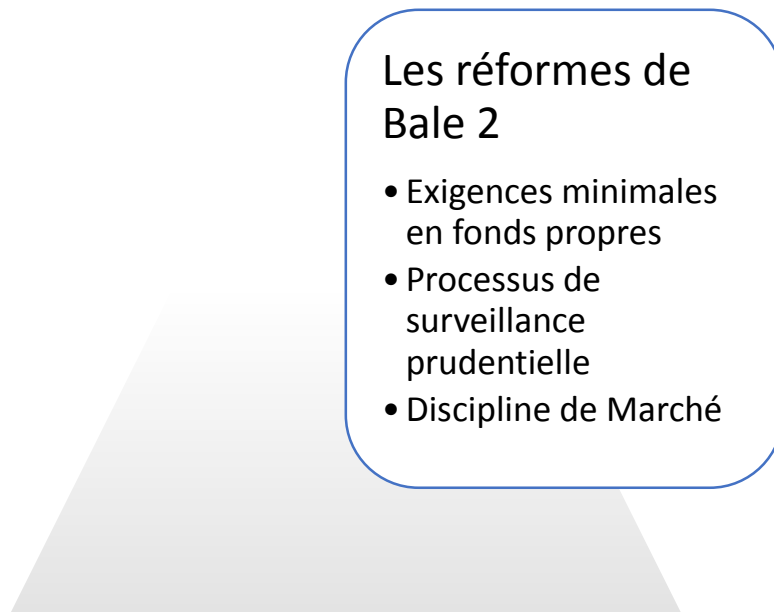 Les réformes de
Bale 2
• Exigences minimales
en fonds propres
• Processus de
surveillance
prudentielle
• Discipline de Marché